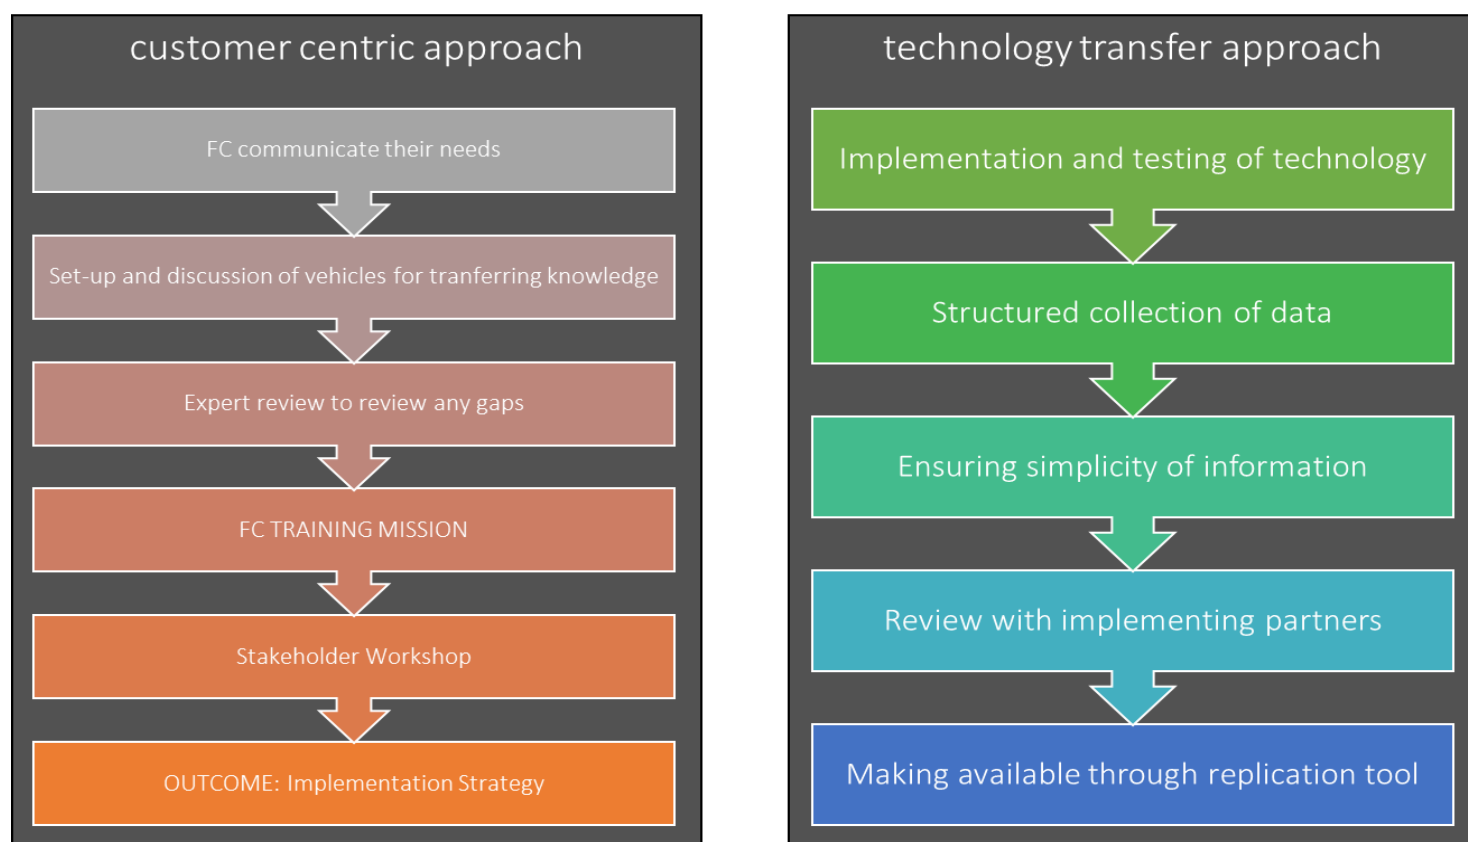 customer centric approach
FC communicate their needs
Set-up and discussion of vehicles for tranferring knowledge
Expert review to review any gaps
FC TRAINING MISSION
Stakeholder Workshop
OUTCOME: Implementation Strategy
technology transfer approach
Implementation and testing of technology
Structured collection of data
Ensuring simplicity of information
Review with implementing partners
Making available through replication tool